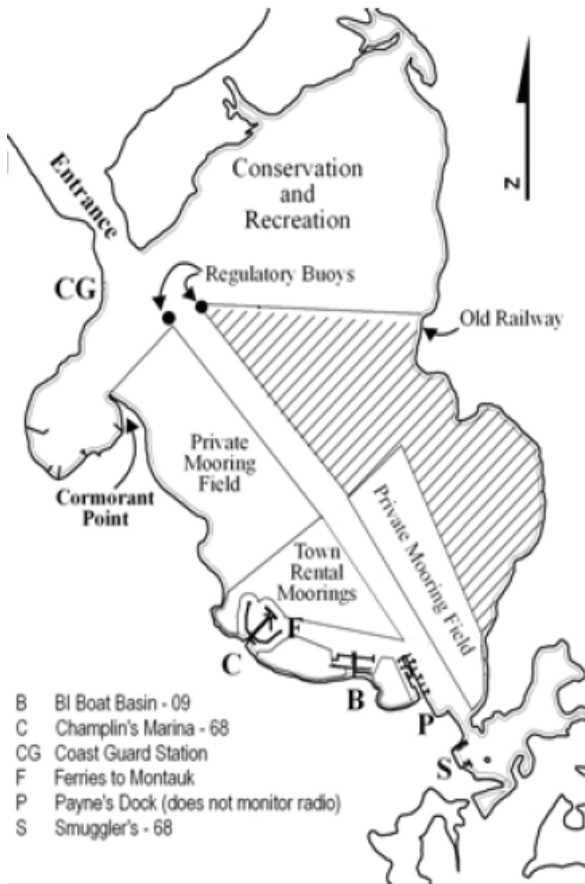 Entrance
Conservation
and
Recreation
N
CG
Regulatory Buoys
Old Railway
Private
Mooring
Field
Cormorant
Point
Private Mooring Field
Town
Rental
Moorings
F
C
B
P
S
B BI Boat Basin - 09
C Champlin's Marina - 68
CG Coast Guard Station
F Ferries to Montauk
P Payne's Dock (does not monitor radio)
S Smuggler's - 68